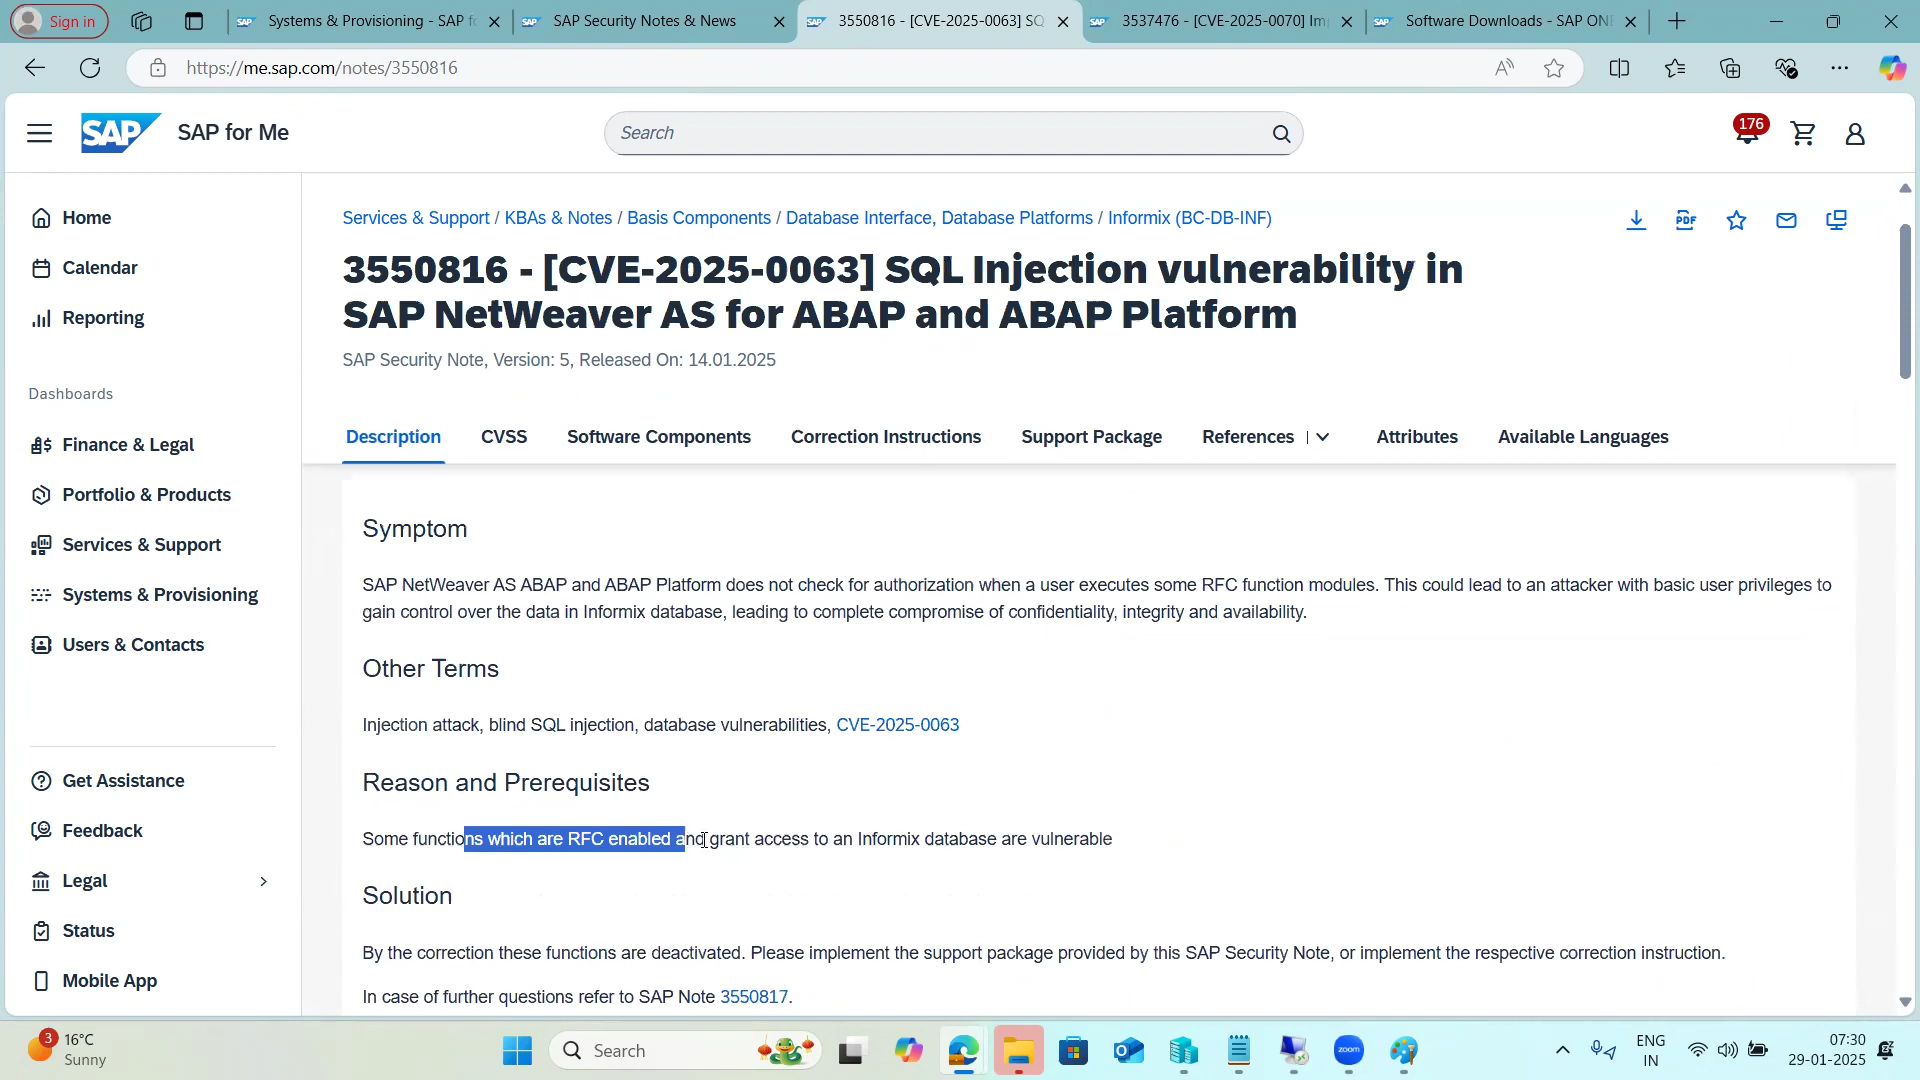 Sign in
Systems & Provisioning - SAP fo
SAP Security Notes & News
3550816 - [CVE-2025-0063] SQ
3537476 - [CVE-2025-0070] Im
Software Downloads - SAP ONE
https://me.sap.com/notes/3550816
SAP
SAP for Me
Search
176
Home
Calendar
Reporting
Dashboards
Finance & Legal
Portfolio & Products
Services & Support
Systems & Provisioning
Users & Contacts
Get Assistance
Feedback
Legal
Status
Mobile App
Services & Support / KBAs & Notes / Basis Components / Database Interface, Database Platforms / Informix (BC-DB-INF)
PDF
3550816 - [CVE-2025-0063] SQL Injection vulnerability in
SAP NetWeaver AS for ABAP and ABAP Platform
SAP Security Note, Version: 5, Released On: 14.01.2025
Description CVSS Software Components Correction Instructions Support Package References Attributes Available Languages
Symptom
SAP NetWeaver AS ABAP and ABAP Platform does not check for authorization when a user executes some RFC function modules. This could lead to an attacker with basic user privileges to
gain control over the data in Informix database, leading to complete compromise of confidentiality, integrity and availability.
Other Terms
Injection attack, blind SQL injection, database vulnerabilities, CVE-2025-0063
Reason and Prerequisites
Some functions which are RFC enabled and grant access to an Informix database are vulnerable
Solution
By the correction these functions are deactivated. Please implement the support package provided by this SAP Security Note, or implement the respective correction instruction.
In case of further questions refer to SAP Note 3550817.
3
16°C
Sunny
Search
zoom
ENG
IN
07:30
29-01-2025